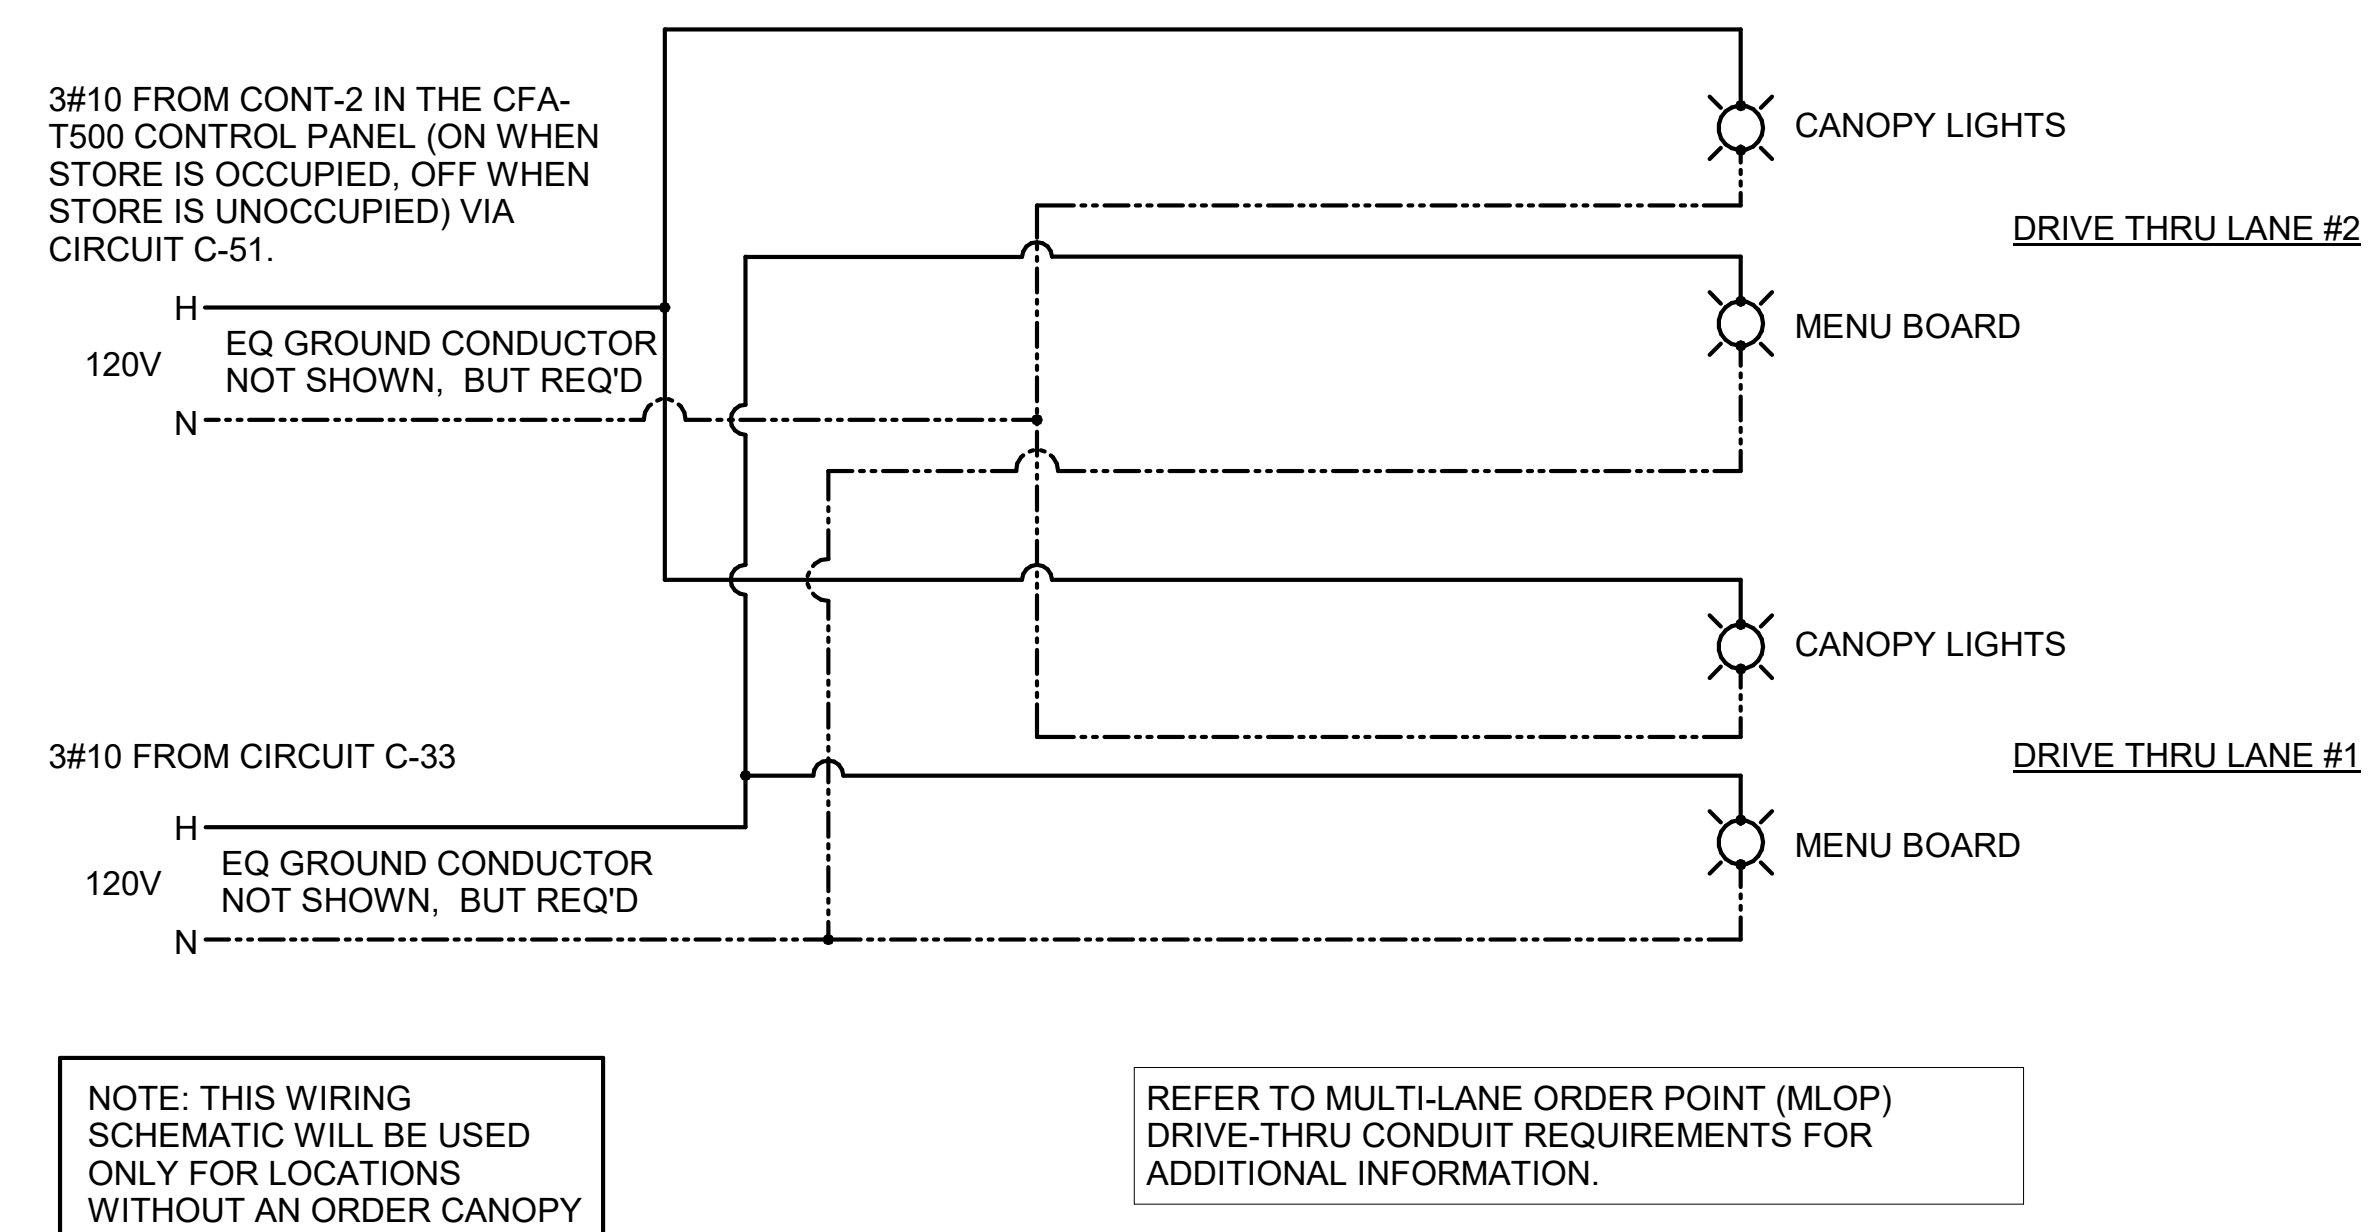 3#10 FROM CONT-2 IN THE CFA-
T500 CONTROL PANEL (ON WHEN
STORE IS OCCUPIED, OFF WHEN
STORE IS UNOCCUPIED) VIA
CIRCUIT C-51.
H
EQ GROUND CONDUCTOR
NOT SHOWN,  BUT REQ'D
120V
N
CANOPY LIGHTS
DRIVE THRU LANE #2
MENU BOARD
3#10 FROM CIRCUIT C-33
H
EQ GROUND CONDUCTOR
NOT SHOWN,  BUT REQ'D
120V
N
CANOPY LIGHTS
DRIVE THRU LANE #1
MENU BOARD
NOTE: THIS WIRING
SCHEMATIC WILL BE USED
ONLY FOR LOCATIONS
WITHOUT AN ORDER CANOPY
REFER TO MULTI-LANE ORDER POINT (MLOP)
DRIVE-THRU CONDUIT REQUIREMENTS FOR
ADDITIONAL INFORMATION.